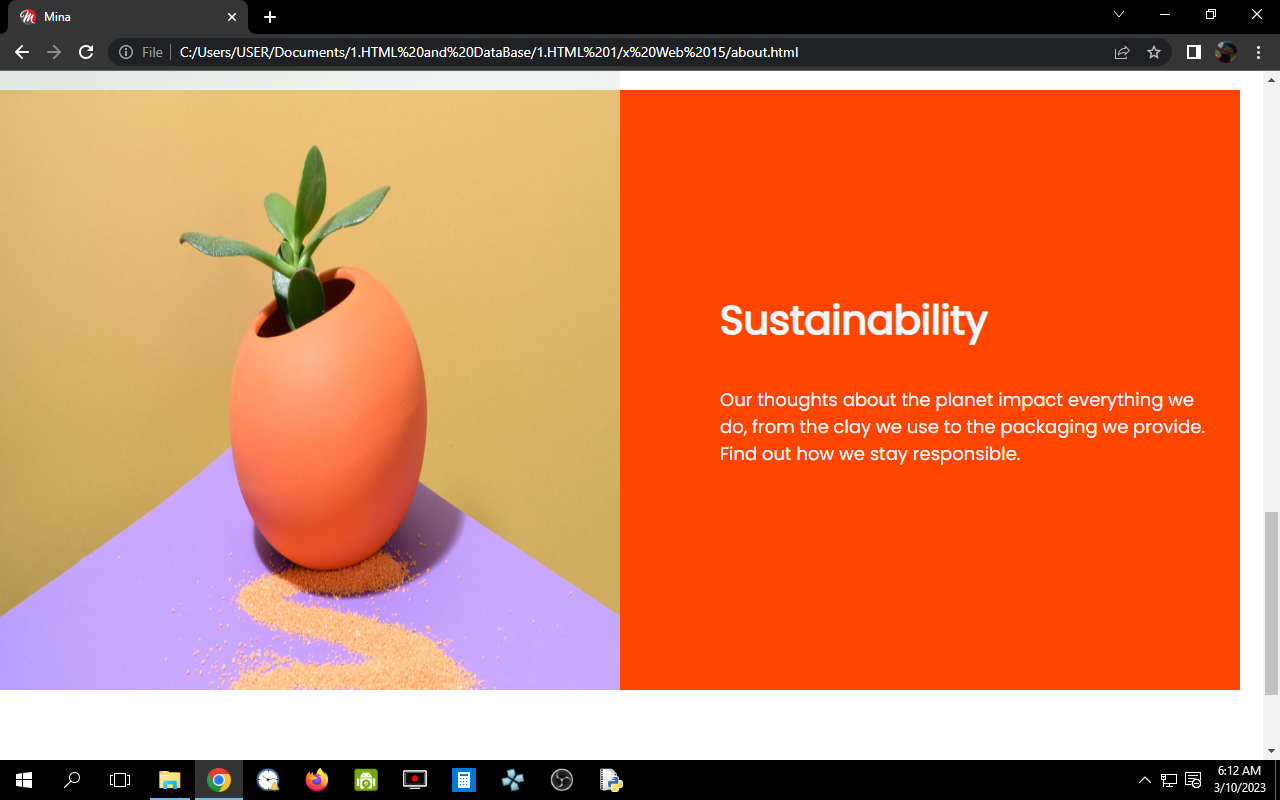 Mina
File
C:/Users/USER/Documents/1.HTML%20and%20DataBase/1.HTML%201/x%20Web%2015/about.html
Sustainability
Our thoughts about the planet impact everything we
do, from the clay we use to the packaging we provide.
Find out how we stay responsible.
6:12 AM
3/10/2023